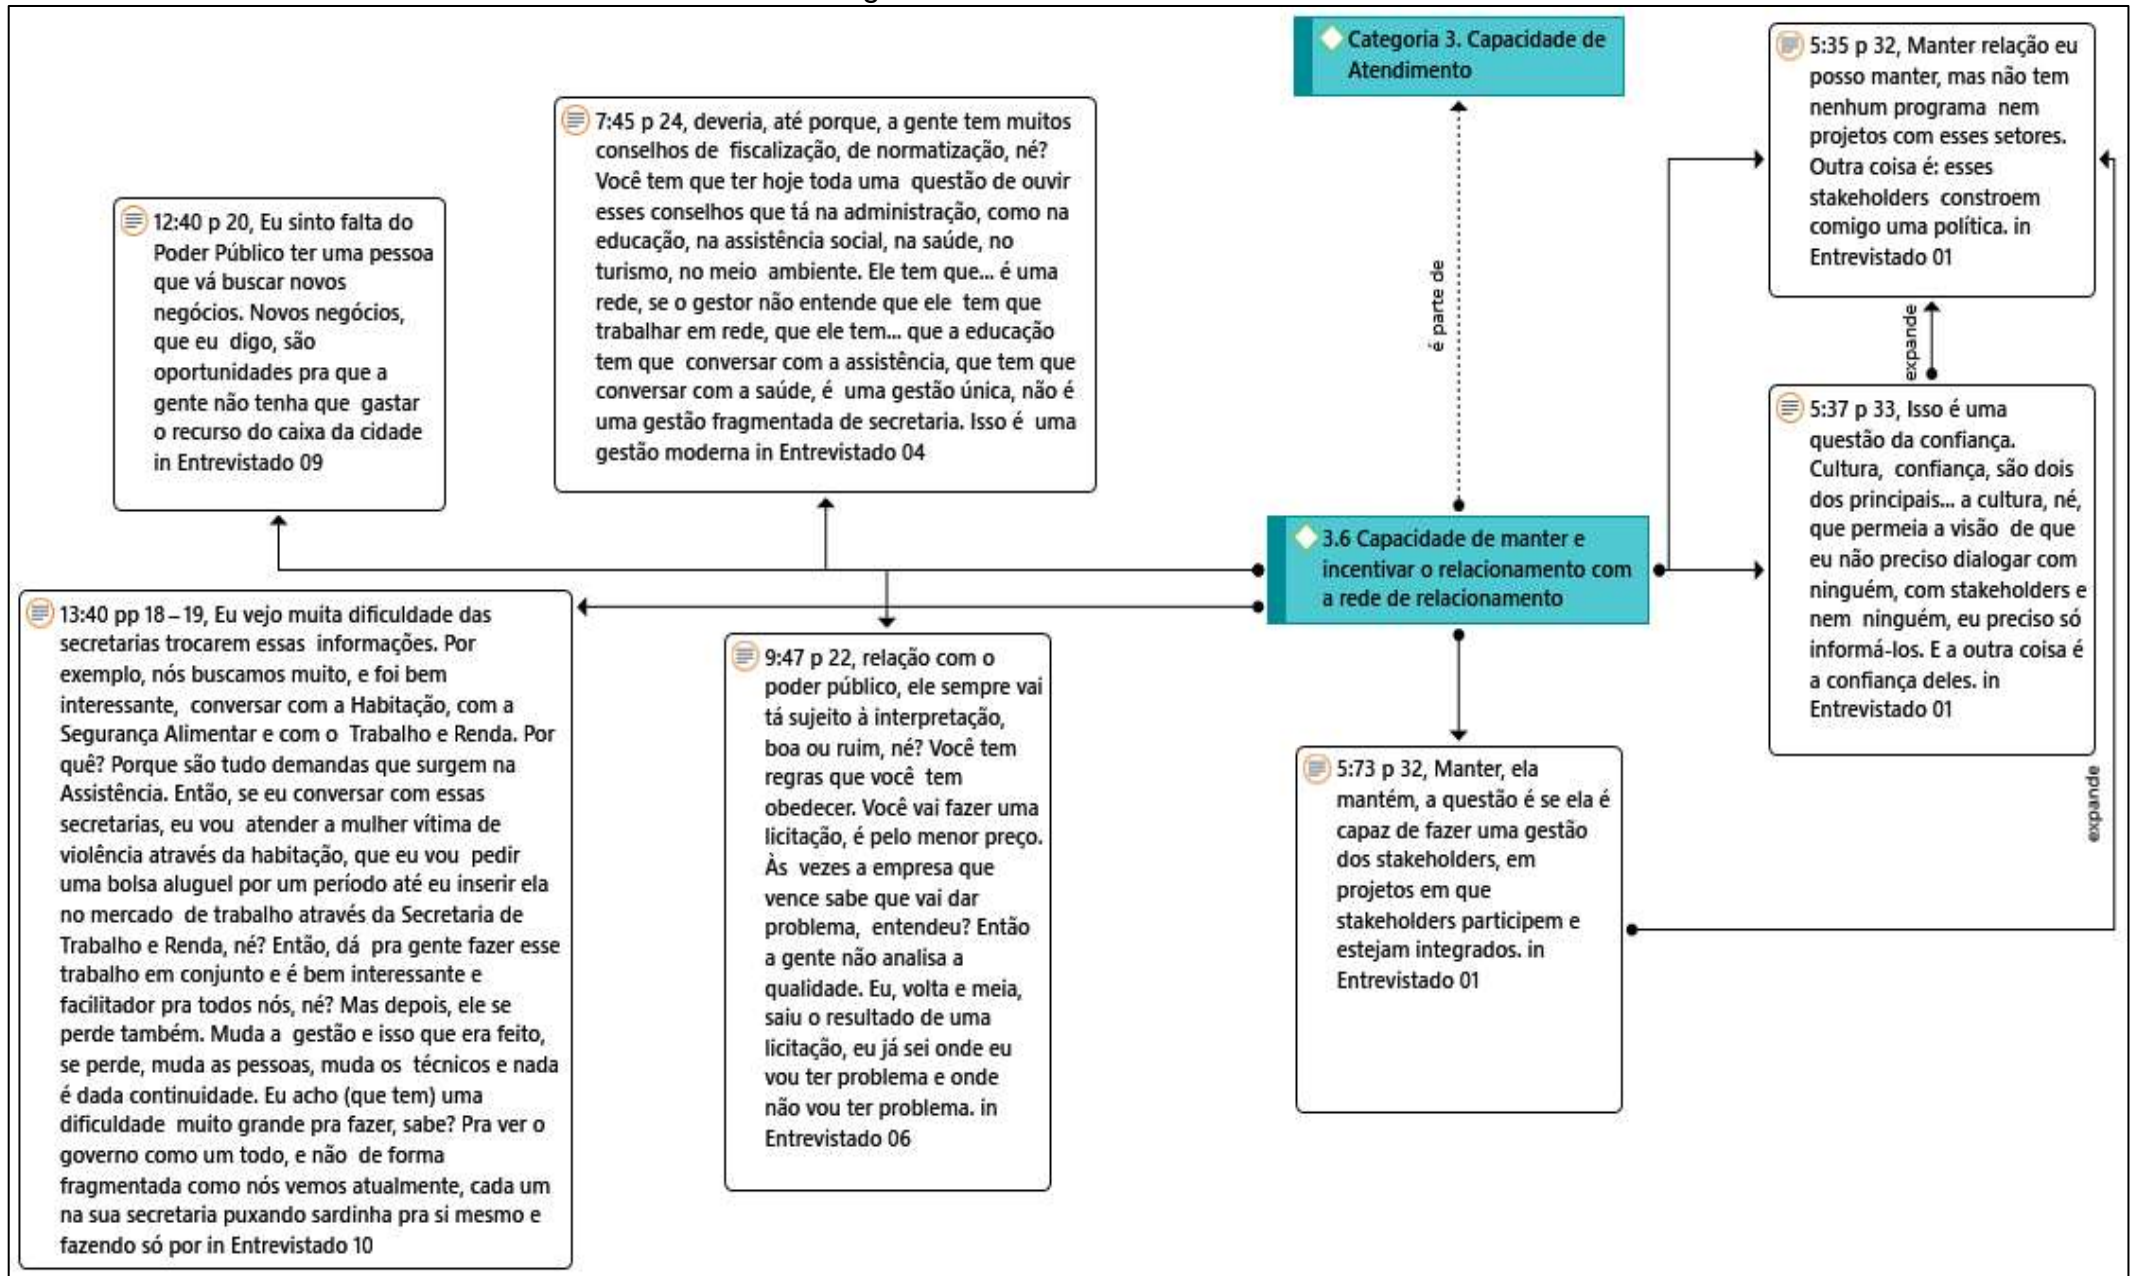 Categoria 3. Capacidade de
Atendimento
é parte de
3.6 Capacidade de manter e
incentivar o relacionamento com
a rede de relacionamento
12:40 p 20, Eu sinto falta do
Poder Público ter uma pessoa
que vá buscar novos
negócios. Novos negócios,
que eu digo, são
oportunidades pra que a
gente não tenha que gastar
o recurso do caixa da cidade
in Entrevistado 09
7:45 p 24, deveria, até porque, a gente tem muitos
conselhos de fiscalização, de normatização, né?
Você tem que ter hoje toda uma questão de ouvir
esses conselhos que tá na administração, como na
educação, na assistência social, na saúde, no
turismo, no meio ambiente. Ele tem que... é uma
rede, se o gestor não entende que ele tem que
trabalhar em rede, que ele tem... que a educação
tem que conversar com a assistência, que tem que
conversar com a saúde, é uma gestão única, não é
uma gestão fragmentada de secretaria. Isso é uma
gestão moderna in Entrevistado 04
5:35 p 32, Manter relação eu
posso manter, mas não tem
nenhum programa nem
projetos com esses setores.
Outra coisa é: esses
stakeholders constroem
comigo uma política. in
Entrevistado 01
expande
5:37 p 33, Isso é uma
questão da confiança.
Cultura, confiança, são dois
dos principais... a cultura, né,
que permeia a visão de que
eu não preciso dialogar com
ninguém, com stakeholders e
nem ninguém, eu preciso só
informá-los. E a outra coisa é
a confiança deles. in
Entrevistado 01
expande
13:40 pp 18 – 19, Eu vejo muita dificuldade das
secretarias trocarem essas informações. Por
exemplo, nós buscamos muito, e foi bem
interessante, conversar com a Habitação, com a
Segurança Alimentar e com o Trabalho e Renda. Por
quê? Porque são tudo demandas que surgem na
Assistência. Então, se eu conversar com essas
secretarias, eu vou atender a mulher vítima de
violência através da habitação, que eu vou pedir
uma bolsa aluguel por um período até eu inserir ela
no mercado de trabalho através da Secretaria de
Trabalho e Renda, né? Então, dá pra gente fazer esse
trabalho em conjunto e é bem interessante e
facilitador pra todos nós, né? Mas depois, ele se
perde também. Muda a gestão e isso que era feito,
se perde, muda as pessoas, muda os técnicos e nada
é dada continuidade. Eu acho (que tem) uma
dificuldade muito grande pra fazer, sabe? Pra ver o
governo como um todo, e não de forma
fragmentada como nós vemos atualmente, cada um
na sua secretaria puxando sardinha pra si mesmo e
fazendo só por in Entrevistado 10
9:47 p 22, relação com o
poder público, ele sempre vai
tá sujeito à interpretação,
boa ou ruim, né? Você tem
regras que você tem
obedecer. Você vai fazer uma
licitação, é pelo menor preço.
Às vezes a empresa que
vence sabe que vai dar
problema, entendeu? Então
a gente não analisa a
qualidade. Eu, volta e meia,
saiu o resultado de uma
licitação, eu já sei onde eu
vou ter problema e onde
não vou ter problema. in
Entrevistado 06
5:73 p 32, Manter, ela
mantém, a questão é se ela é
capaz de fazer uma gestão
dos stakeholders, em
projetos em que
stakeholders participem e
estejam integrados. in
Entrevistado 01